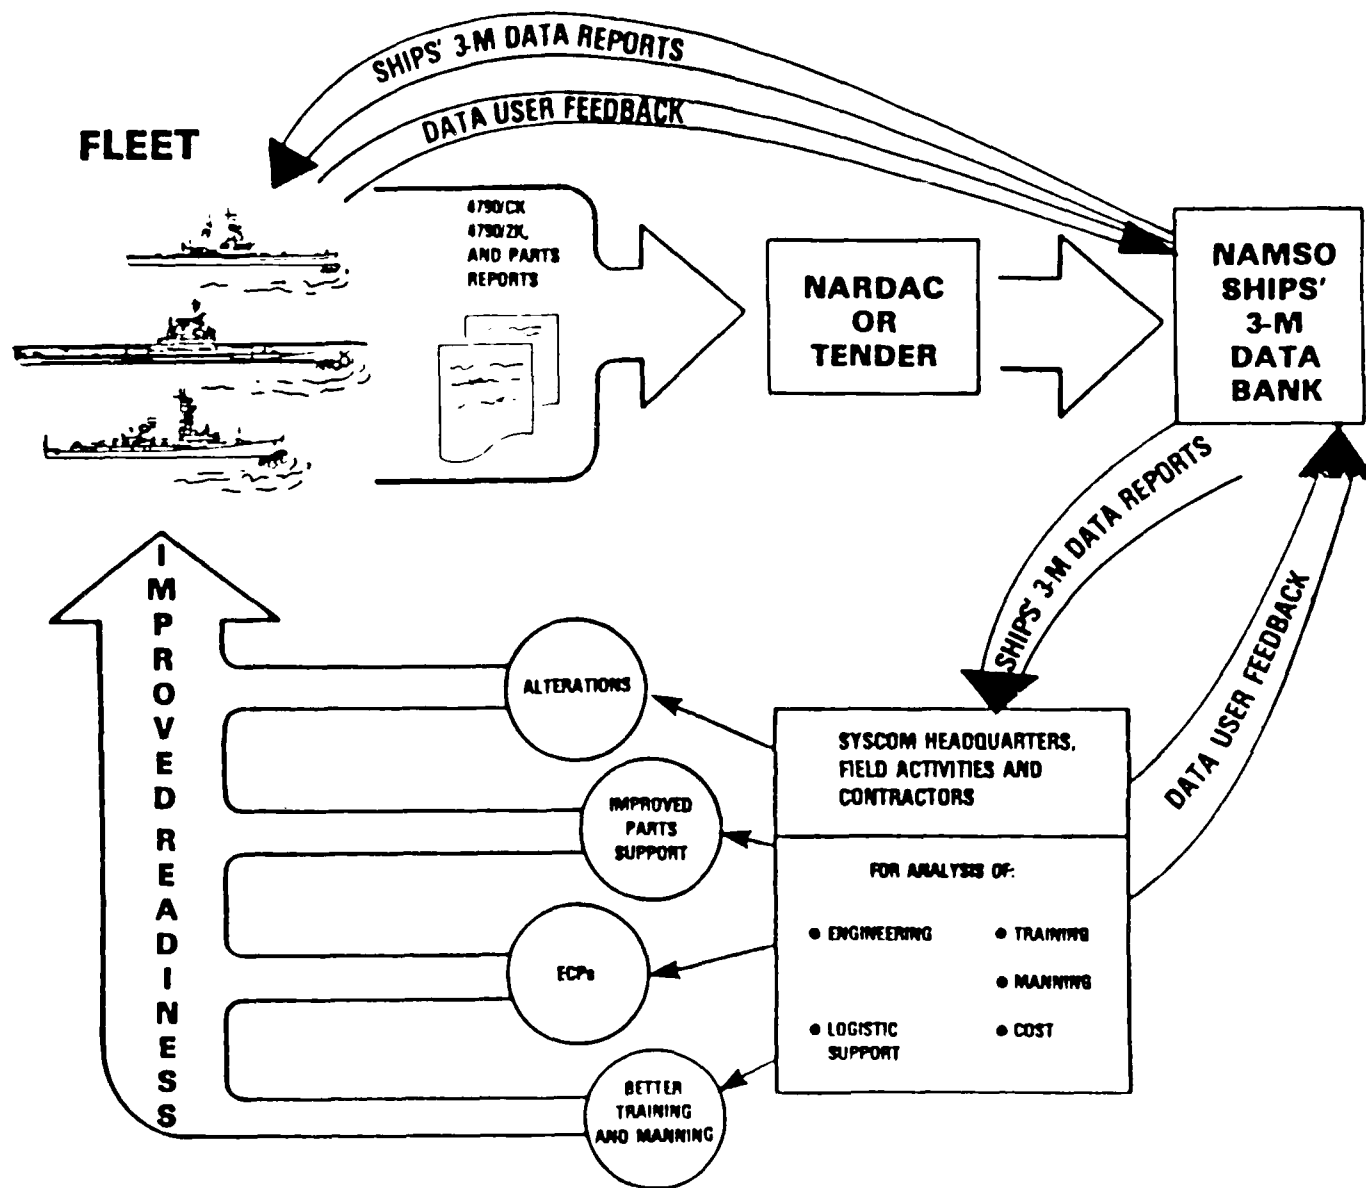 SHIPS' 3-M DATA REPORTS
DATA USER FEEDBACK
FLEET
4790/CK
4790/2K,
AND PARTS
REPORTS
NARDAC
OR
TENDER
NAMSO
SHIPS'
3-M
DATA
BANK
SHIPS' 3-M DATA REPORTS
DATA USER FEEDBACK
IMPROVED READINESS
ALTERATIONS
IMPROVED
PARTS
SUPPORT
ECPs
BETTER
TRAINING
AND MANNING
SYSCOM HEADQUARTERS,
FIELD ACTIVITIES AND
CONTRACTORS
FOR ANALYSIS OF:
● ENGINEERING
● LOGISTIC
SUPPORT
● TRAINING
● MANNING
● COST